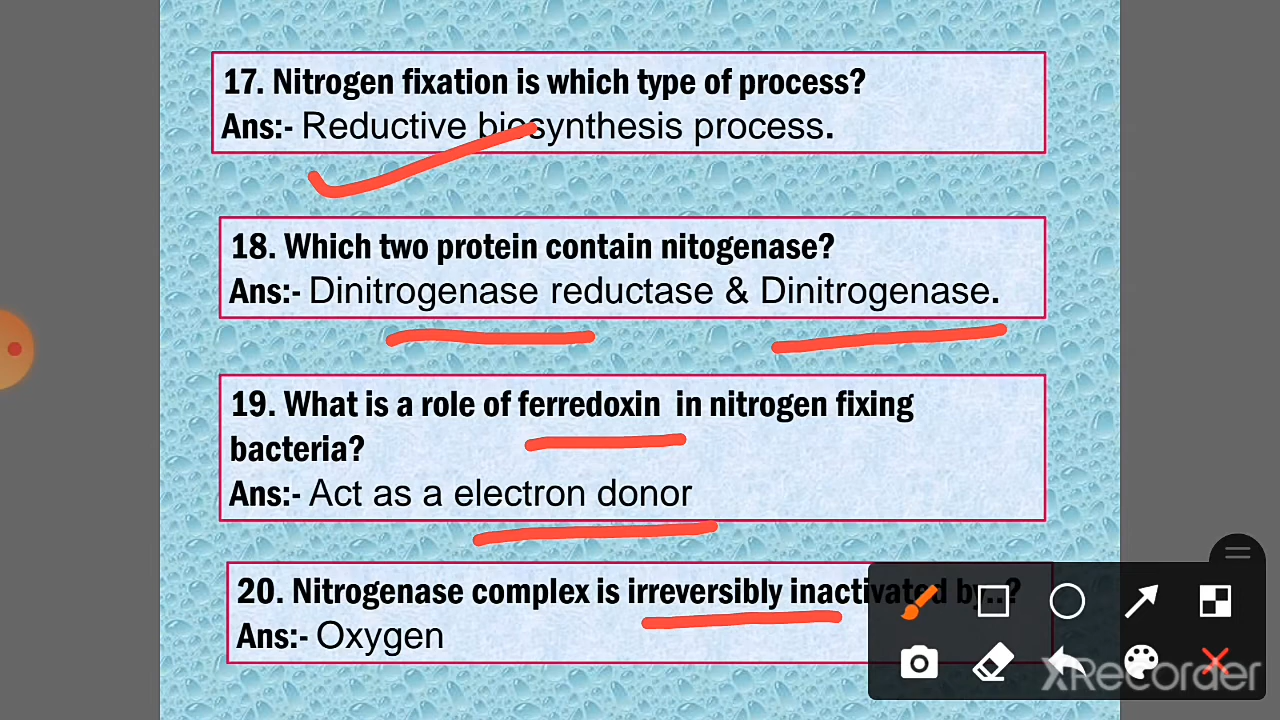 17. Nitrogen fixation is which type of process?
Ans:- Reductive biosynthesis process.
18. Which two protein contain nitogenase?
Ans:- Dinitrogenase reductase & Dinitrogenase.
19. What is a role of ferredoxin in nitrogen fixing
bacteria?
Ans:- Act as a electron donor
20. Nitrogenase complex is irreversibly inactivated by..?
Ans:- Oxygen
XRecorder